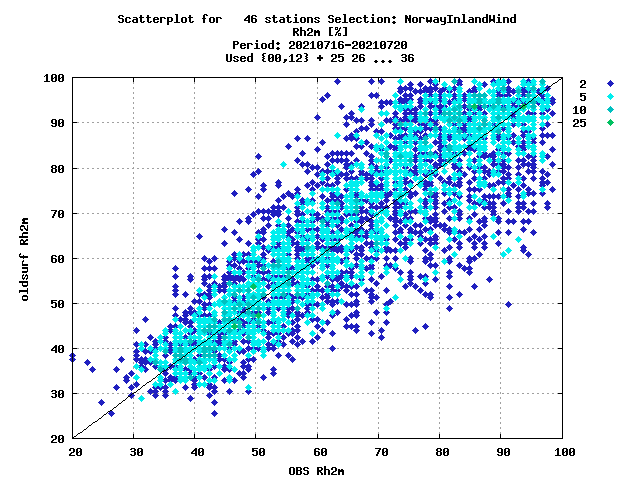 Scatterplot for   46 stations Selection: NorwayInlandWind
Rh2m [%]
Period: 20210716-20210720
Used {00,12} + 25 26 ... 36
2
5
10
25
100
90
80
70
60
50
40
30
20
oldsurf Rh2m
20 30 40 50 60 70 80 90 100
OBS Rh2m